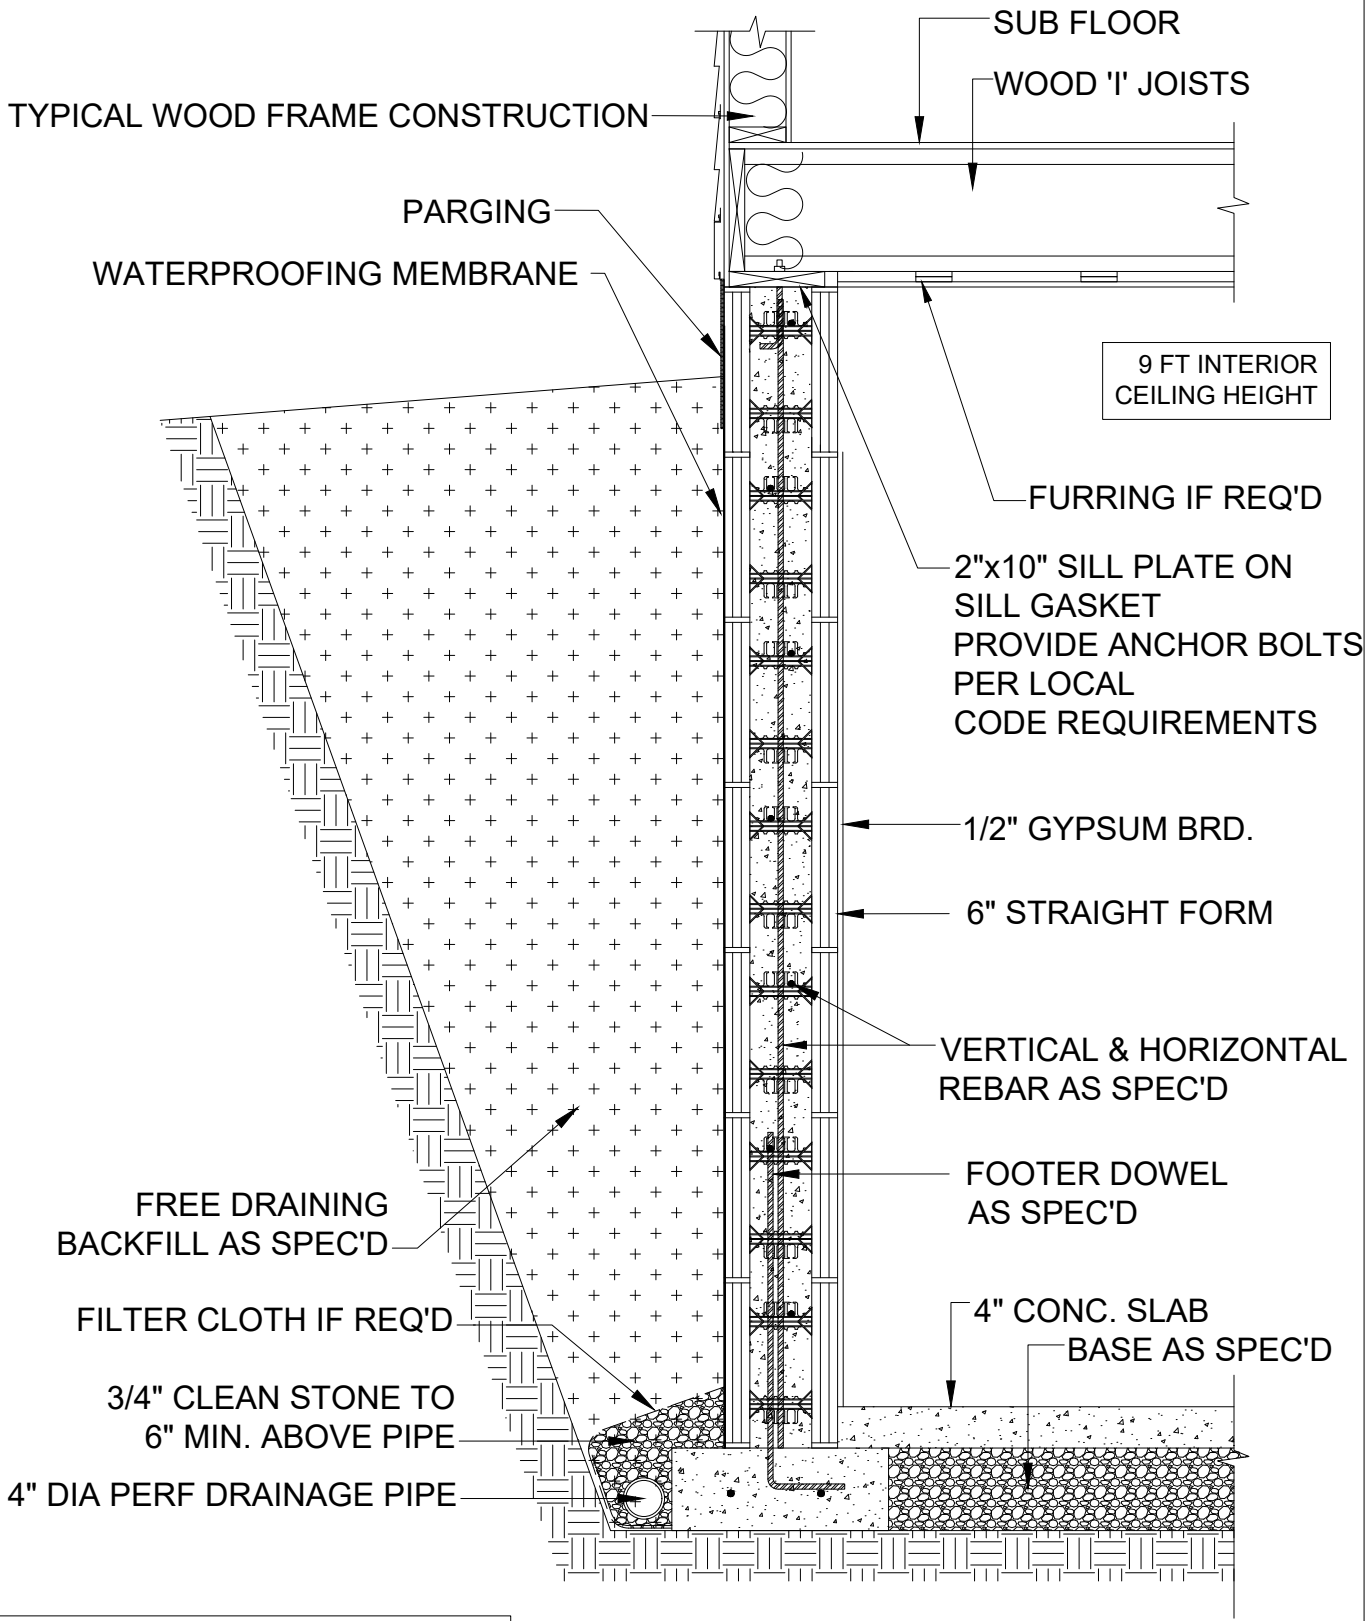 SUB FLOOR
WOOD 'I' JOISTS
TYPICAL WOOD FRAME CONSTRUCTION
PARGING
WATERPROOFING MEMBRANE
9 FT INTERIOR
CEILING HEIGHT
FURRING IF REQ'D
2"x10" SILL PLATE ON
SILL GASKET
PROVIDE ANCHOR BOLTS
PER LOCAL
CODE REQUIREMENTS
1/2" GYPSUM BRD.
6" STRAIGHT FORM
VERTICAL & HORIZONTAL
REBAR AS SPEC'D
FOOTER DOWEL
AS SPEC'D
FREE DRAINING
BACKFILL AS SPEC'D
FILTER CLOTH IF REQ'D
4" CONC. SLAB
BASE AS SPEC'D
3/4" CLEAN STONE TO
6" MIN. ABOVE PIPE
4" DIA PERF DRAINAGE PIPE